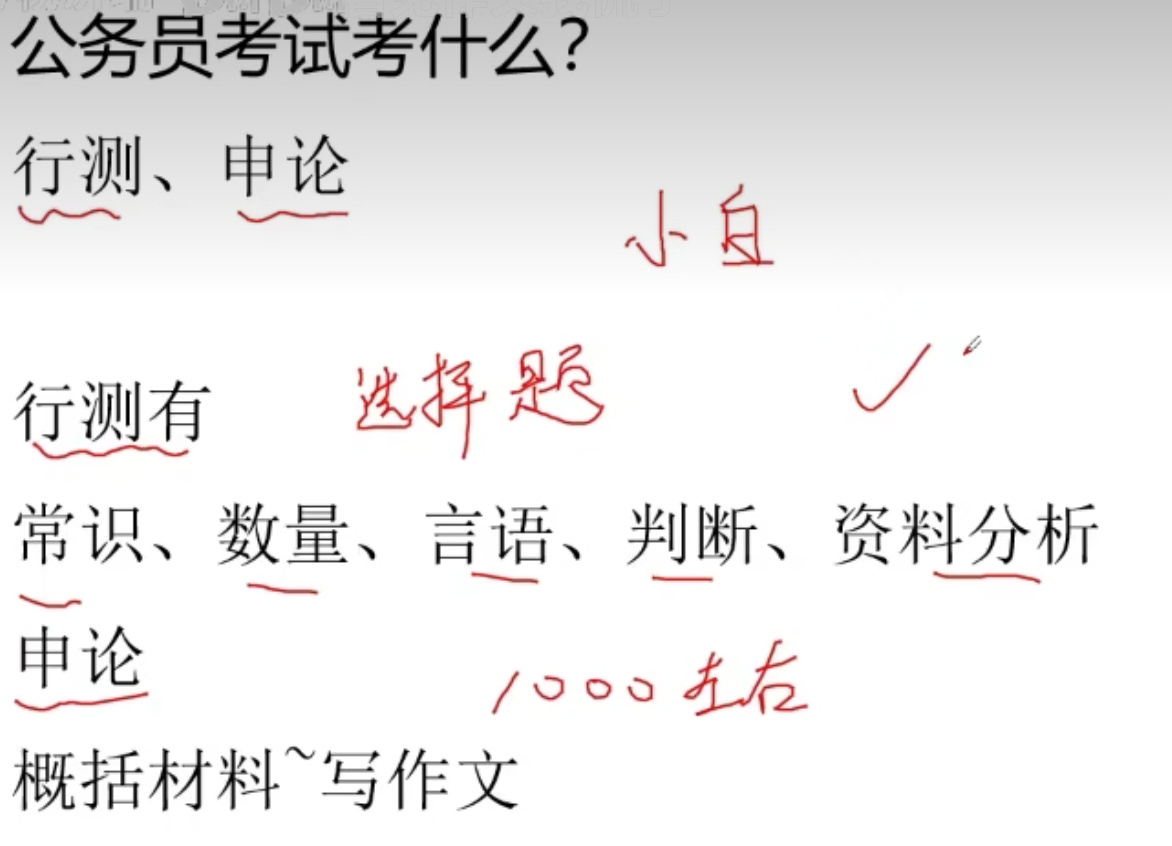 公务员考试考什么?
行测、申论
小白
行测有 选择题
常识、数量、言语、判断、资料分析
申论
1000左右
概括材料~写作文